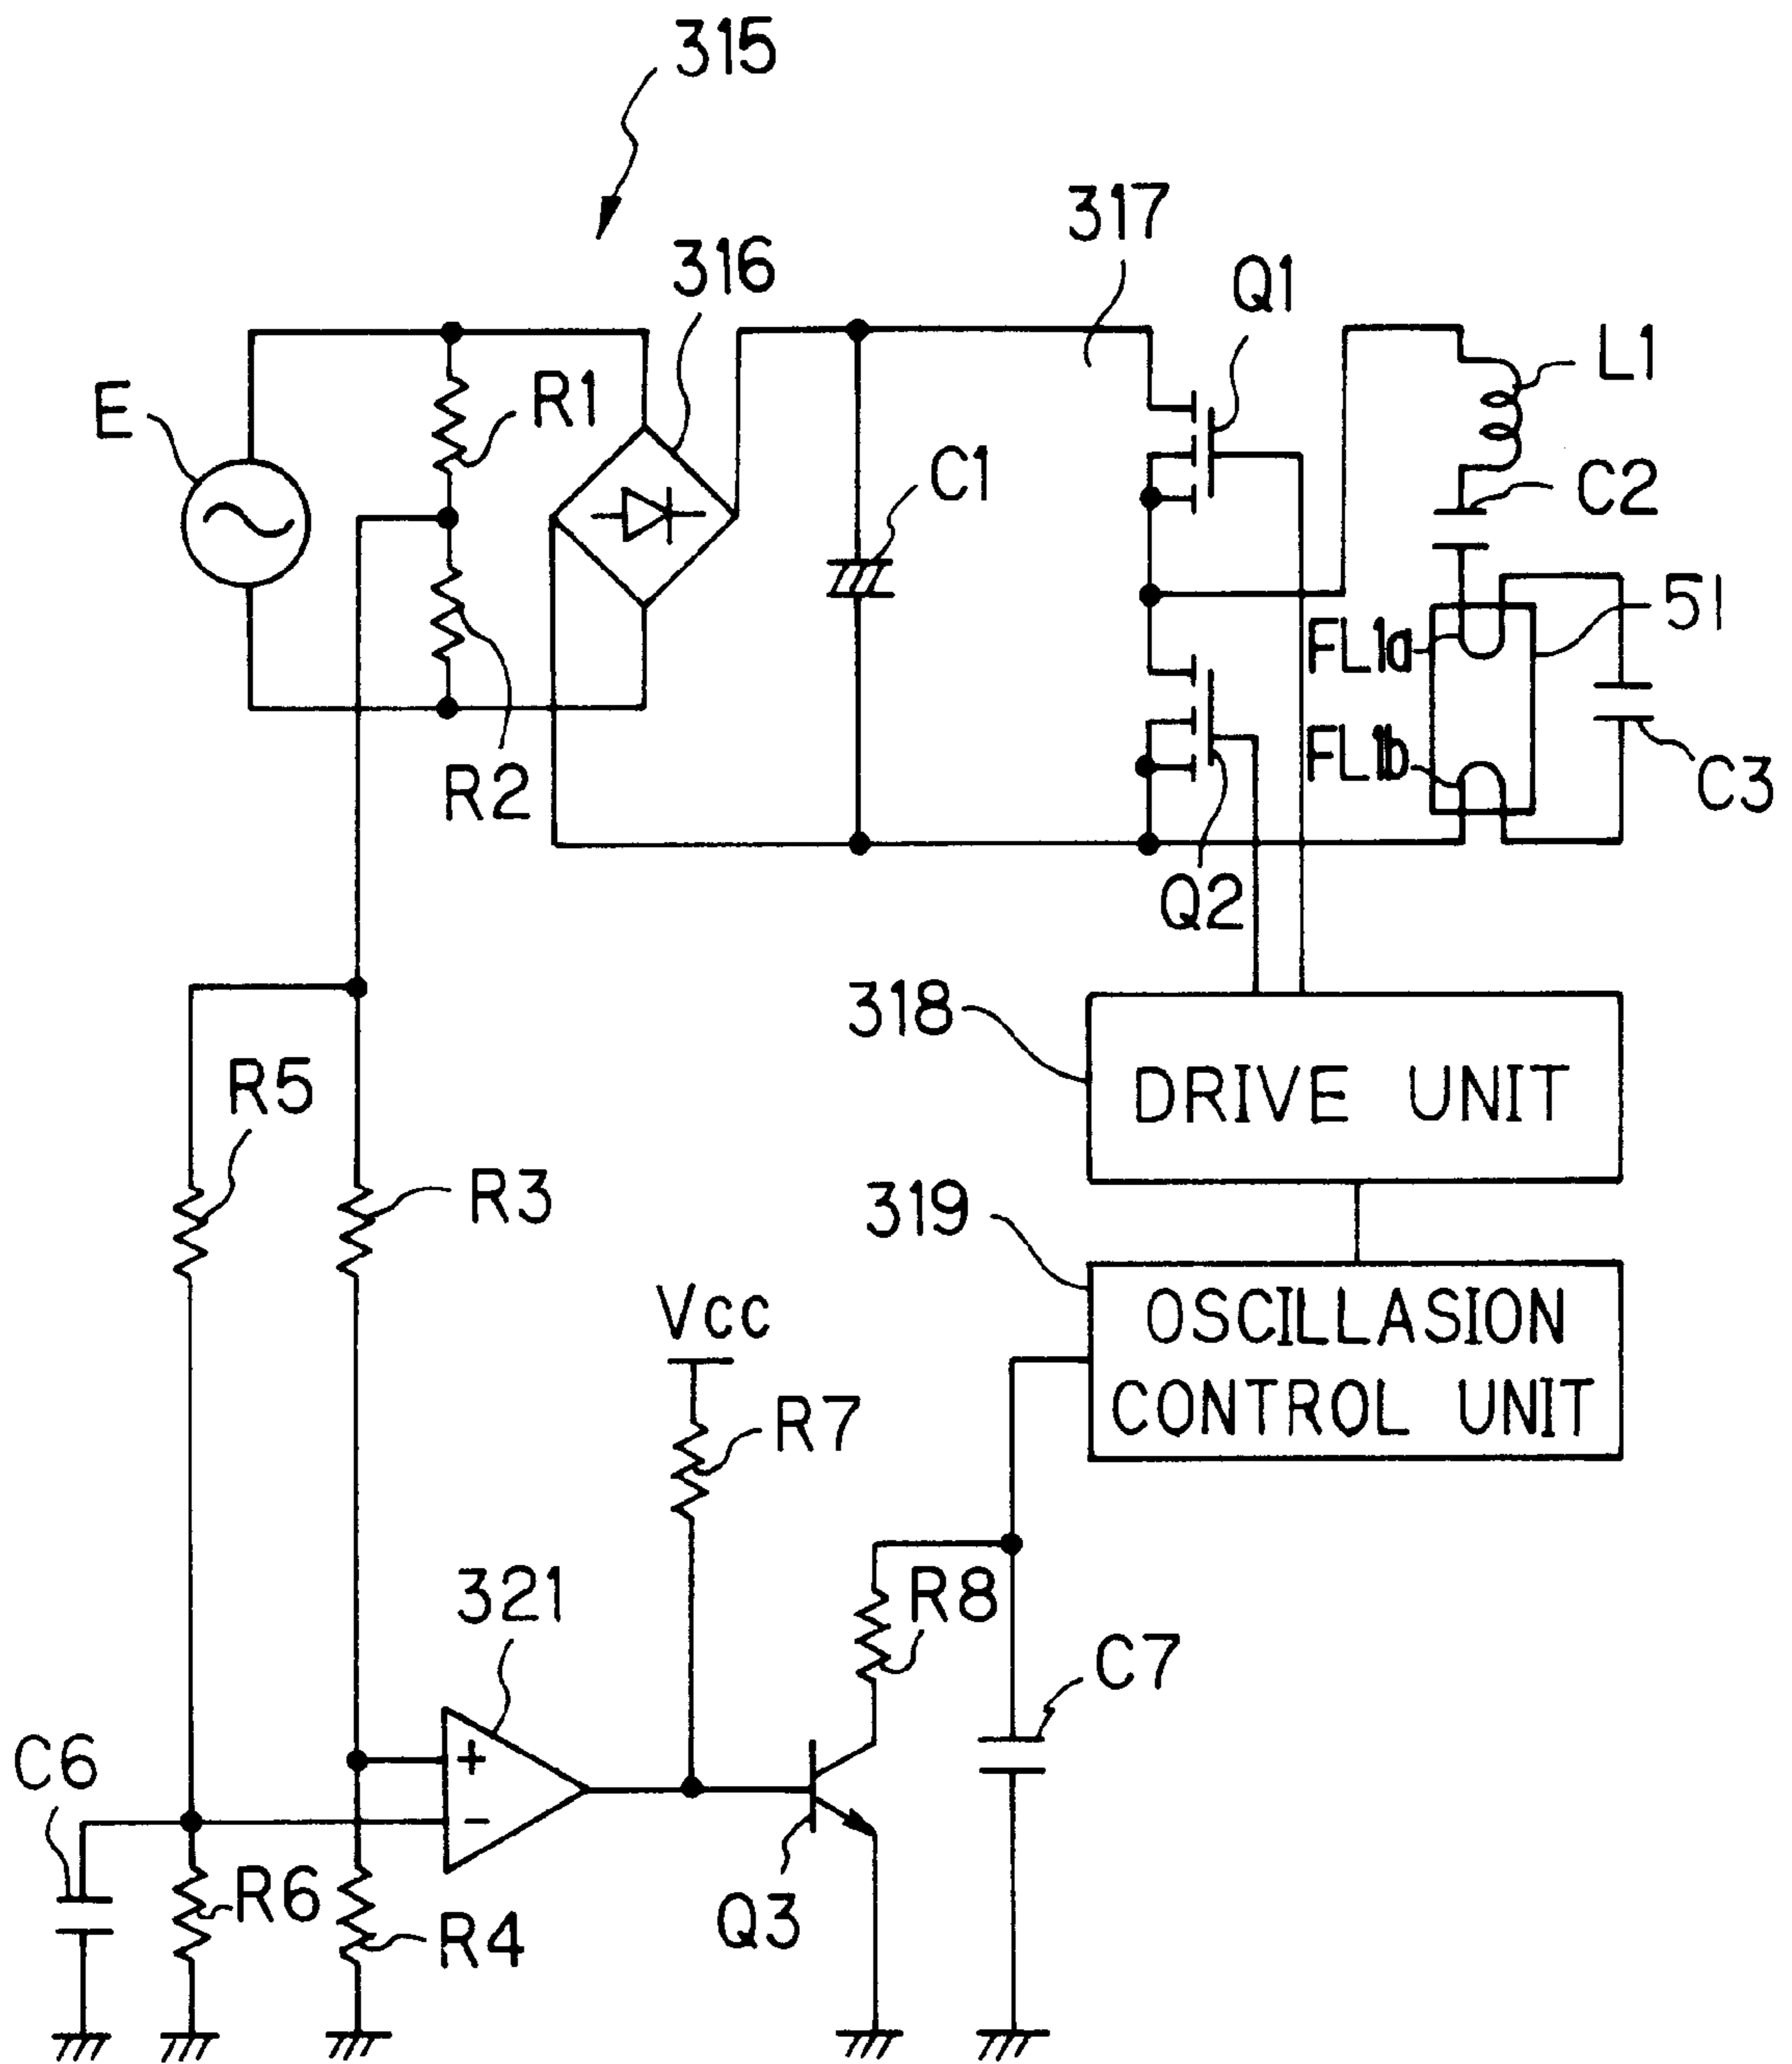 315
316
317
Q1
L1
E
R1
C1
C2
51
FL1a
FL1b
C3
R2
Q2
318
DRIVE UNIT
R5
R3
319
OSCILLASION
CONTROL UNIT
Vcc
R7
321
R8
C7
C6
+
-
R6
R4
Q3